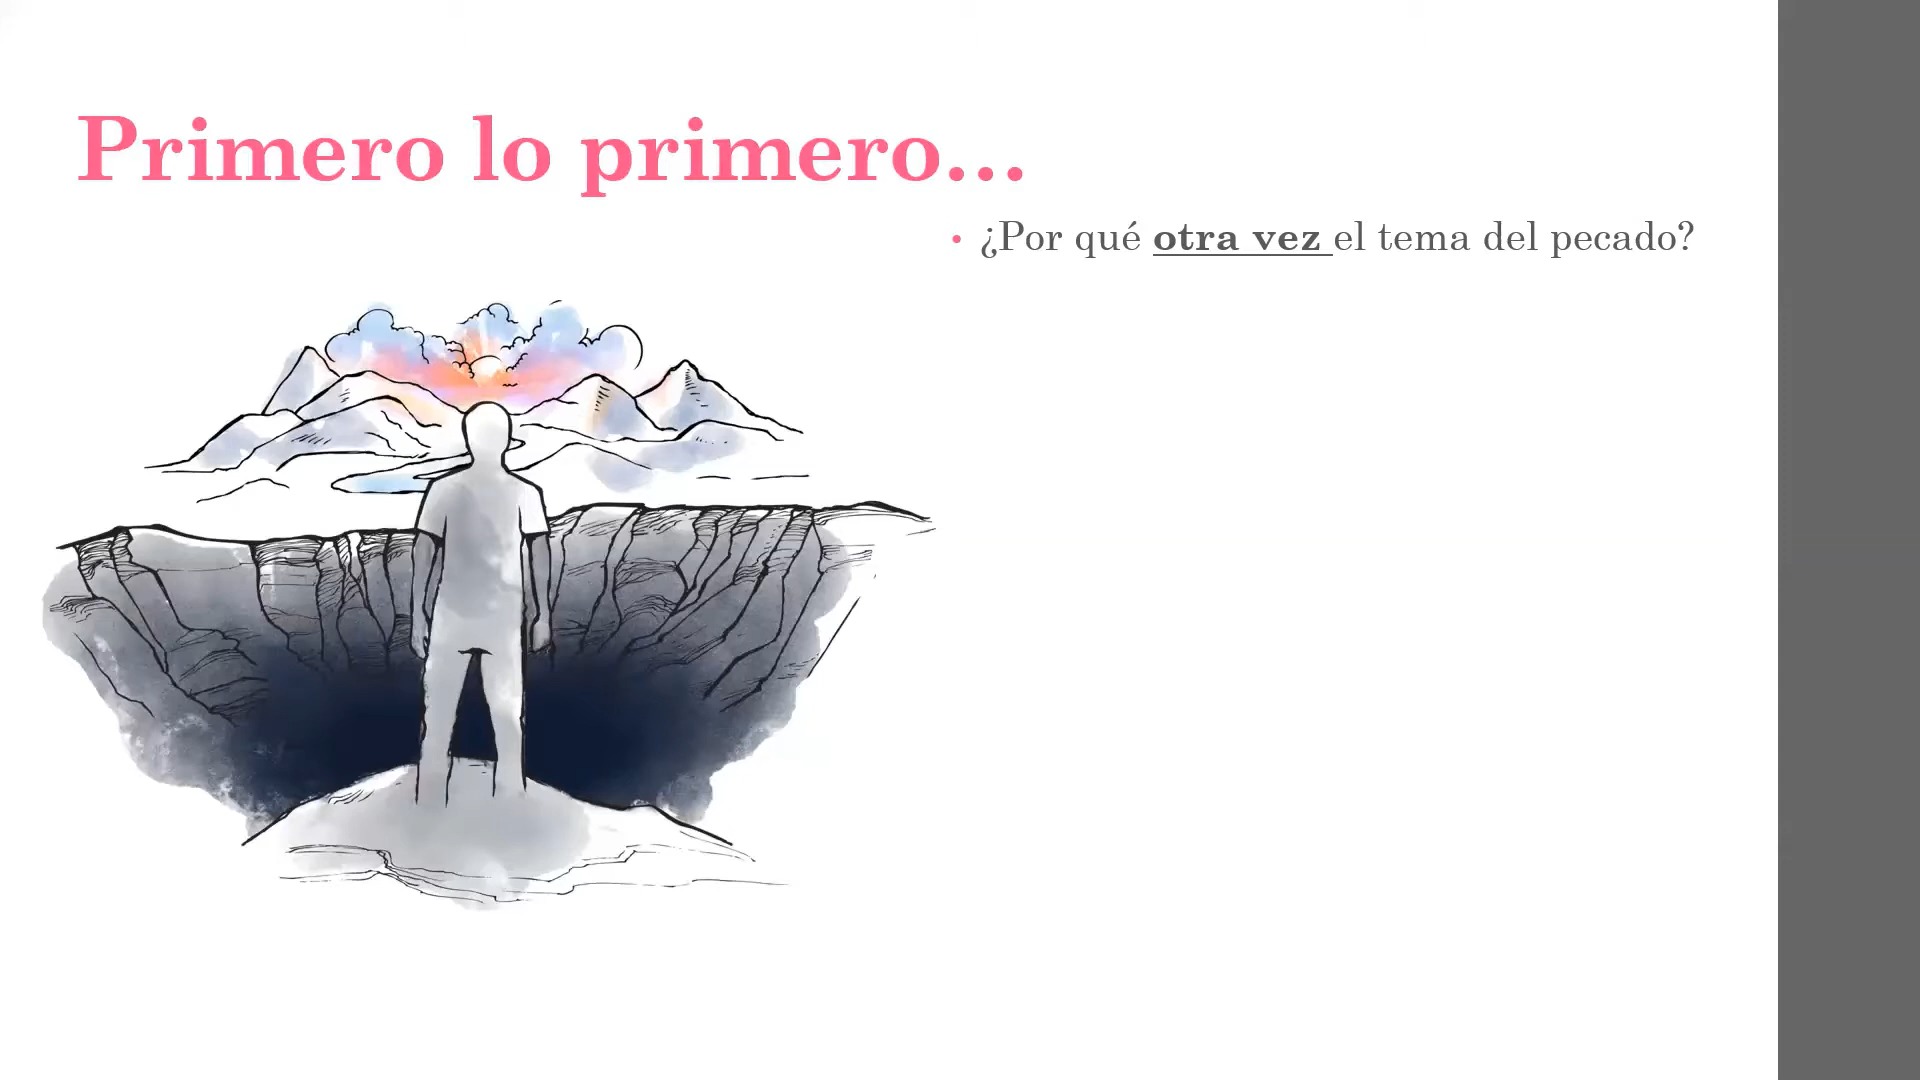 Primero lo primero...
• ¿Por qué otra vez el tema del pecado?